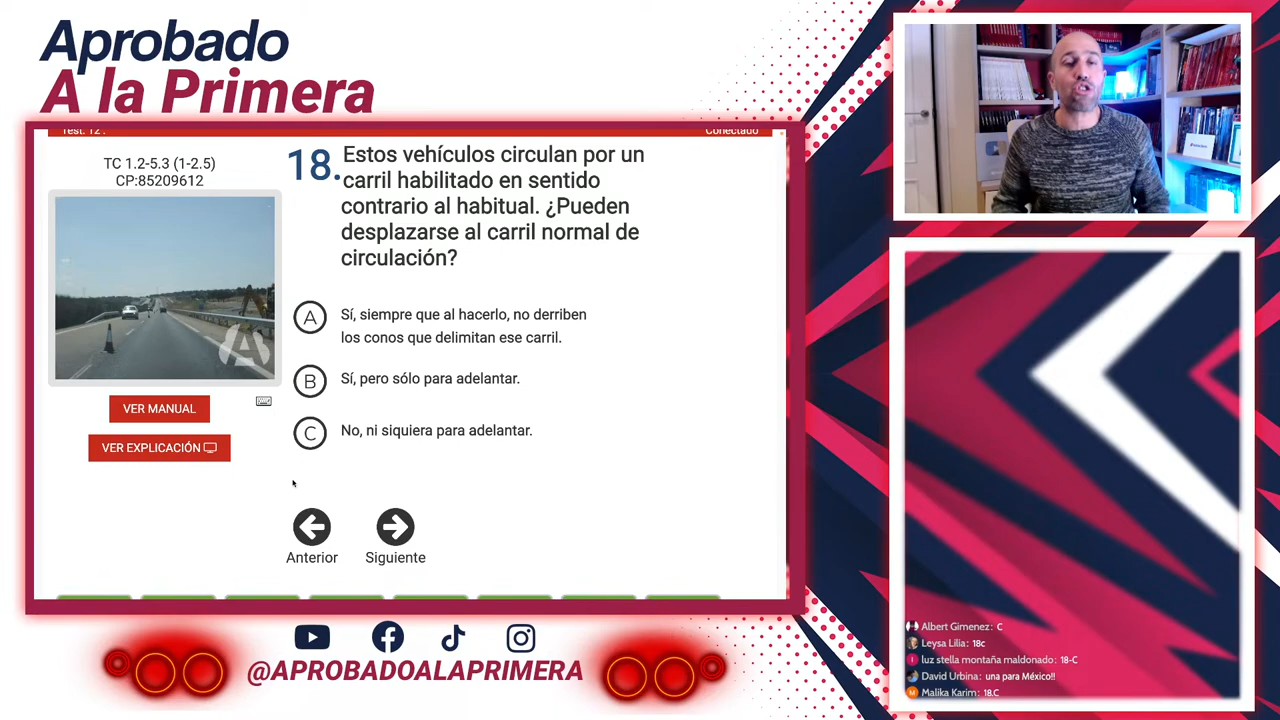 Aprobado
A la Primera
Test: 12 .
Conectado
TC 1.2-5.3 (1-2.5)
CP:85209612
18. Estos vehículos circulan por un
carril habilitado en sentido
contrario al habitual. ¿Pueden
desplazarse al carril normal de
circulación?
A Sí, siempre que al hacerlo, no derriben
los conos que delimitan ese carril.
B Sí, pero sólo para adelantar.
C No, ni siquiera para adelantar.
VER MANUAL
VER EXPLICACIÓN
Anterior
Siguiente
@APROBADOALAPRIMERA
Albert Gimenez: C
Leysa Lilia: 18c
luz stella montaña maldonado: 18-C
David Urbina: una para México!!
Malika Karim: 18.C